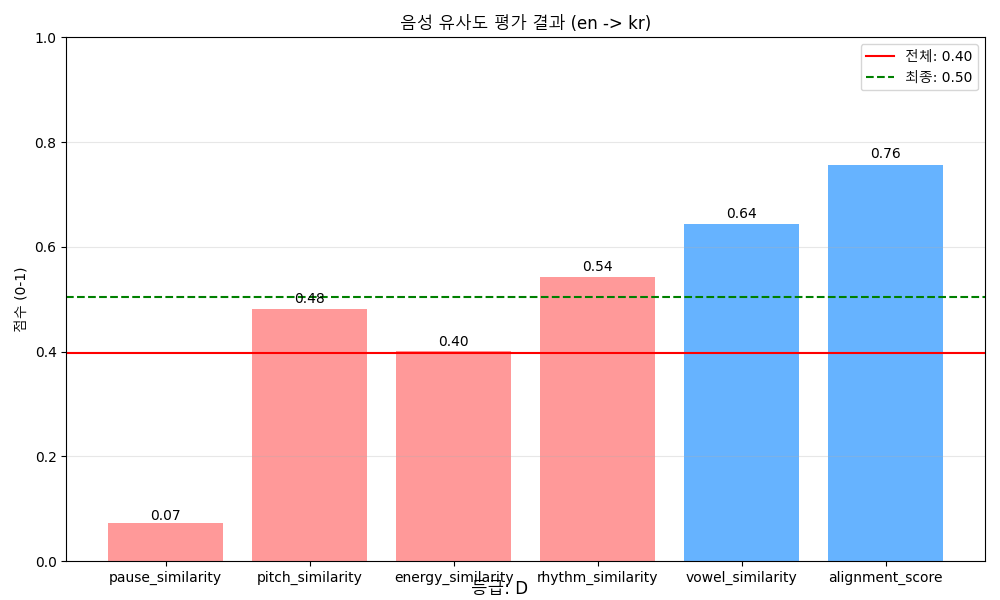 음성 유사도 평가 결과 (en -> kr)
전체: 0.40
최종: 0.50
점수 (0-1)
1.0
0.8
0.6
0.4
0.2
0.0
0.07
0.48
0.40
0.54
0.64
0.76
pause_similarity
pitch_similarity
energy_similarity
rhythm_similarity
vowel_similarity
alignment_score
등급: D